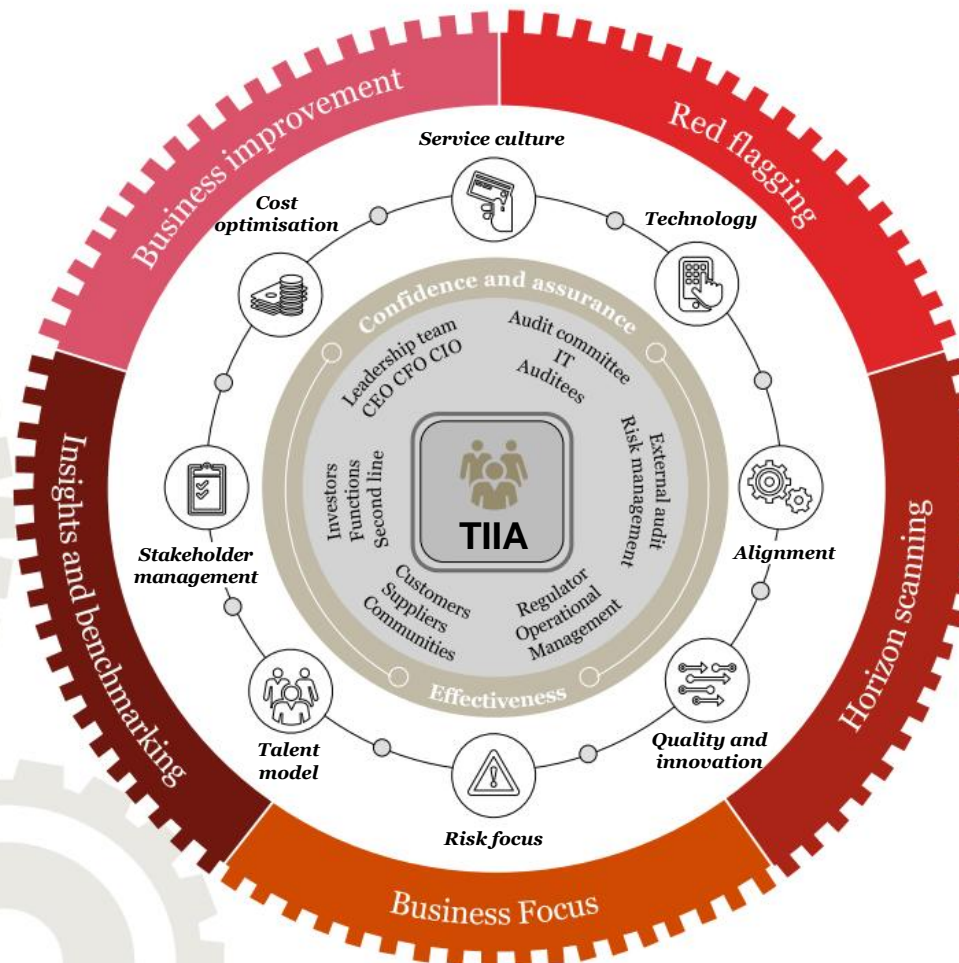 Business improvement
Red flagging
Horizon scanning
Business Focus
Insights and benchmarking
Service culture
Technology
Alignment
Quality and
innovation
Risk focus
Talent
model
Stakeholder
management
Cost
optimisation
Confidence and assurance
Effectiveness
Leadership team
CEO CFO CIO
Audit committee
IT
Auditees
External audit
Risk management
Regulator
Operational
Management
Customers
Suppliers
Communities
Investors
Functions
Second line
TIIA